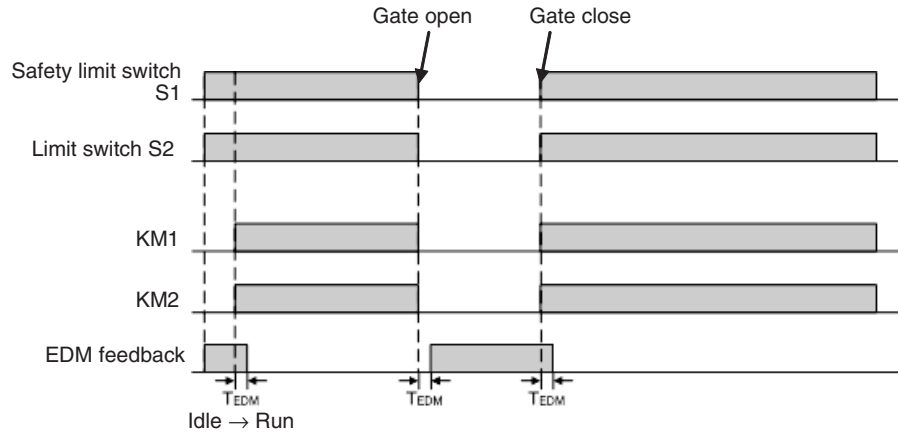 Gate open
Gate close
Safety limit switch
S1
Limit switch S2
KM1
KM2
EDM feedback
TEDM
TEDM
TEDM
Idle → Run